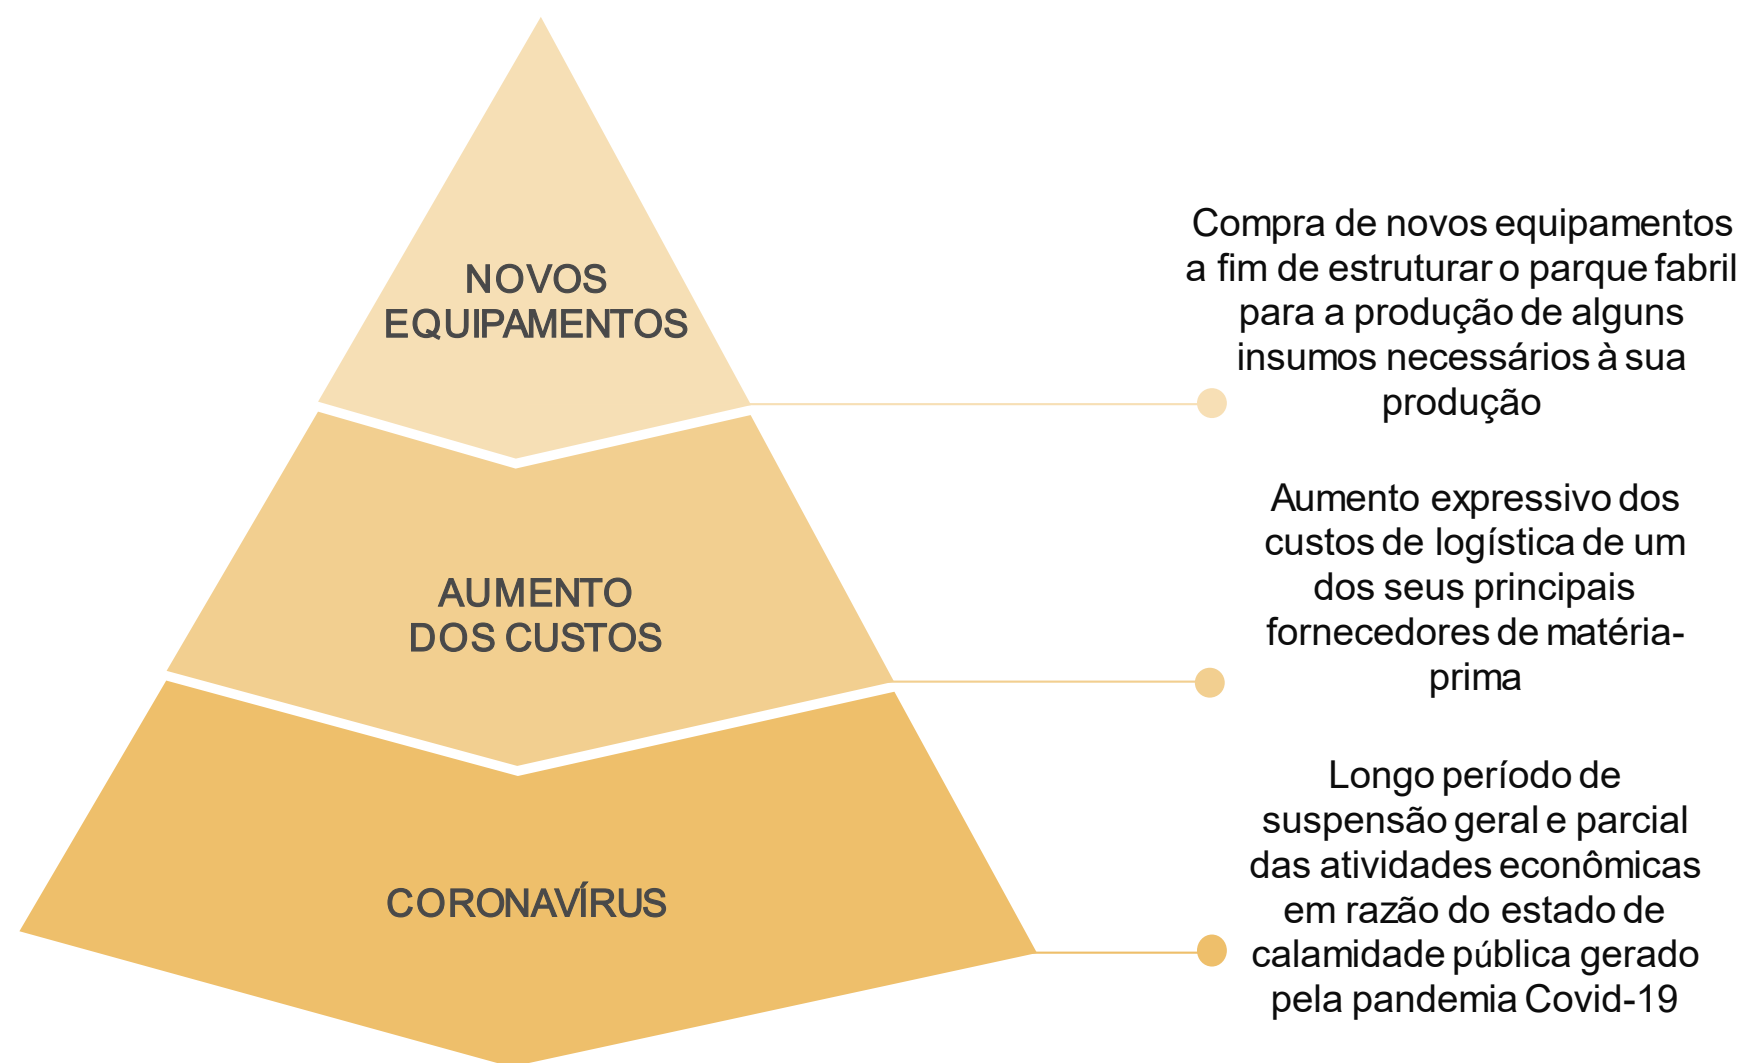 NOVOS
EQUIPAMENTOS
Compra de novos equipamentos
a fim de estruturar o parque fabril
para a produção de alguns
insumos necessários à sua
produção
AUMENTO
DOS CUSTOS
Aumento expressivo dos
custos de logística de um
dos seus principais
fornecedores de matéria-
prima
CORONAVÍRUS
Longo período de
suspensão geral e parcial
das atividades econômicas
em razão do estado de
calamidade pública gerado
pela pandemia Covid-19